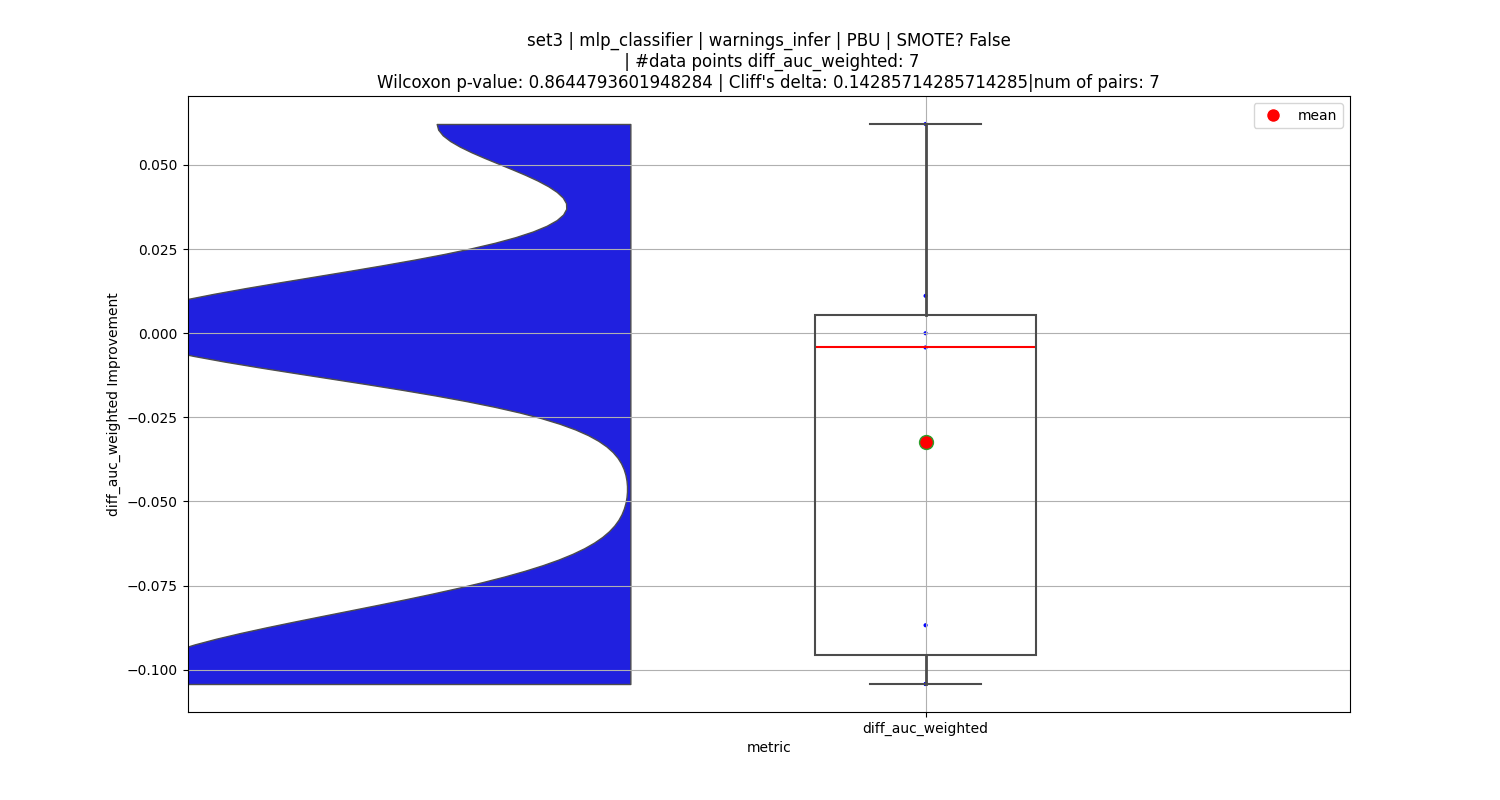 set3 | mlp_classifier | warnings_infer | PBU | SMOTE? False
| #data points diff_auc_weighted: 7
Wilcoxon p-value: 0.8644793601948284 | Cliff's delta: 0.14285714285714285|num of pairs: 7
mean
0.050
0.025
0.000
−0.025
−0.050
−0.075
−0.100
diff_auc_weighted Improvement
diff_auc_weighted
metric